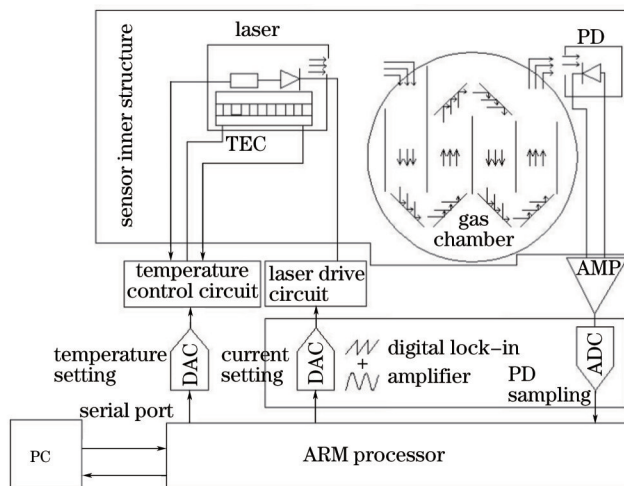 sensor inner structure
laser
PD
TEC
gas
chamber
temperature
control circuit
laser drive
circuit
AMP
temperature
setting
DAC
current
setting
DAC
digital lock-in
+
amplifier
PD
sampling
ADC
serial port
PC
ARM processor